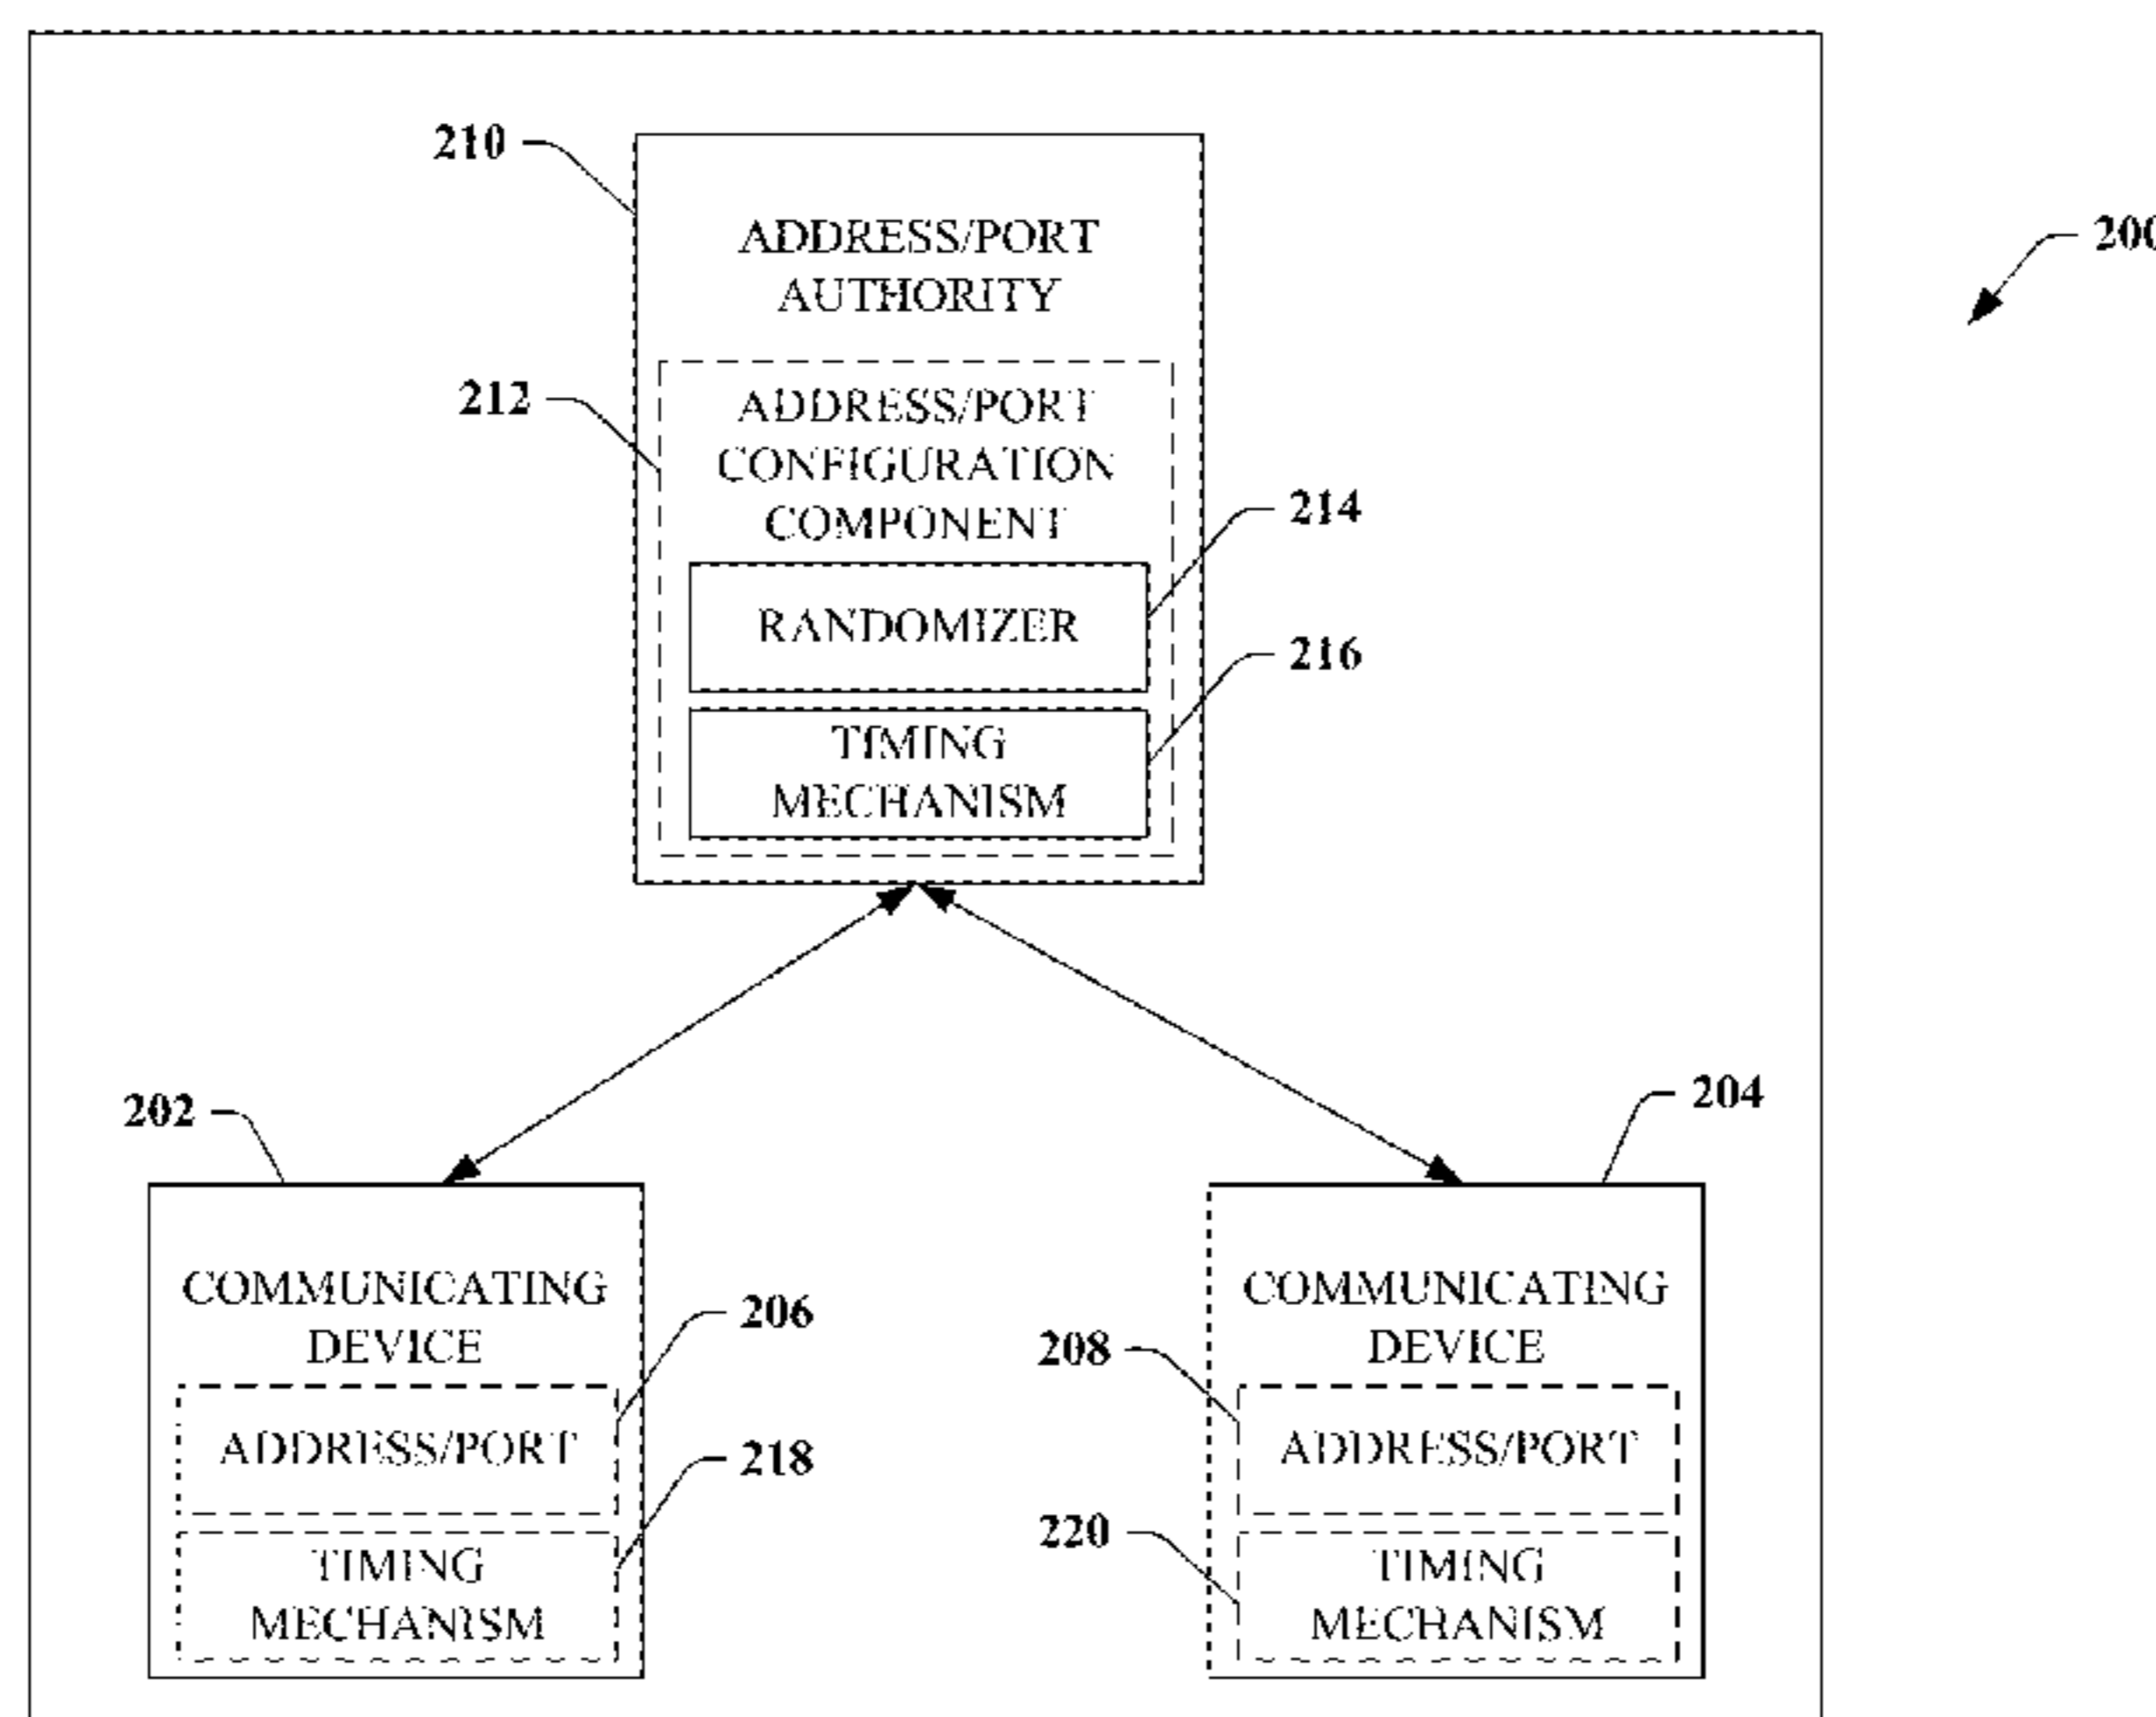 210
ADDRESS/PORT
AUTHORITY
200
212
ADDRESS/PORT
CONFIGURATION
COMPONENT
214
RANDOMIZER
216
TIMING
MECHANISM
202
204
COMMUNICATING
DEVICE
206
ADDRESS/PORT
218
TIMING
MECHANISM
COMMUNICATING
DEVICE
208
ADDRESS/PORT
220
TIMING
MECHANISM